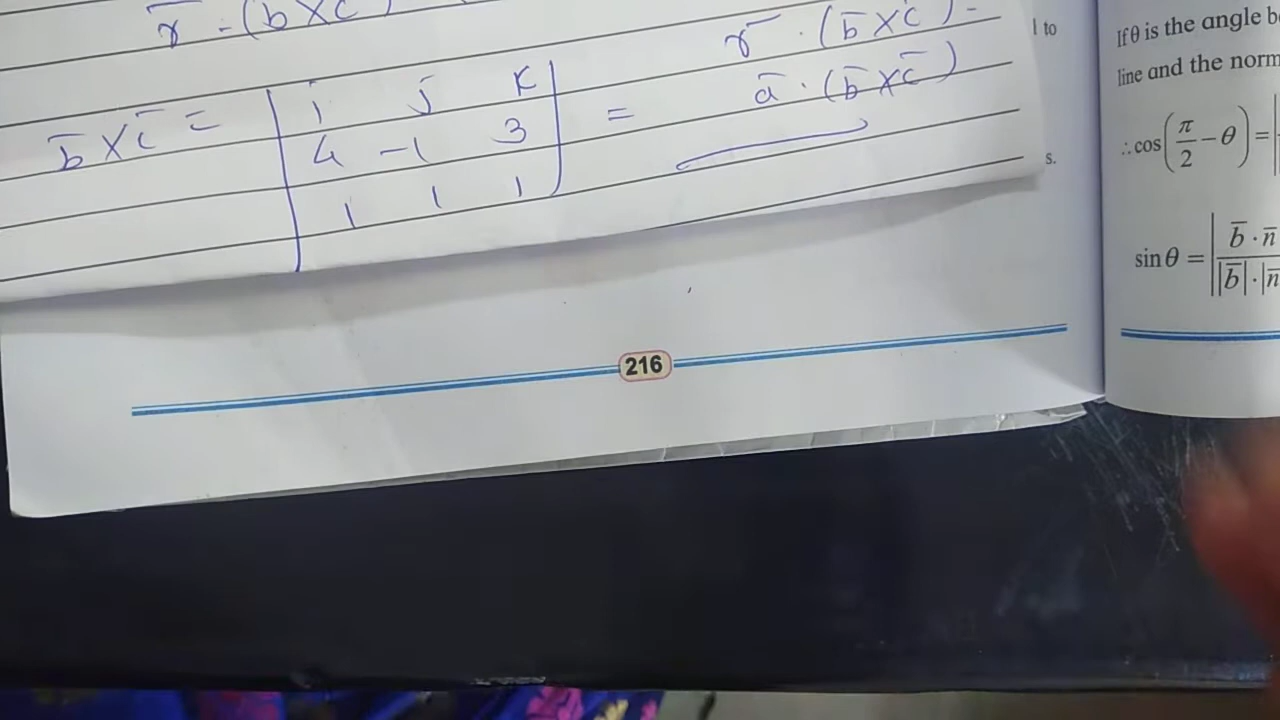 r̄ · (b̄ × c̄)
r̄ · (b̄ × c̄) =
b̄ × c̄ = | i j k | = ā · (b̄ × c̄)
4 -1 3
1 1 1
l to
s.
216
If θ is the angle b
line and the norm
∴ cos(π/2 − θ) = |
sin θ = | b̄ · n̄ / |b̄| · |n̄